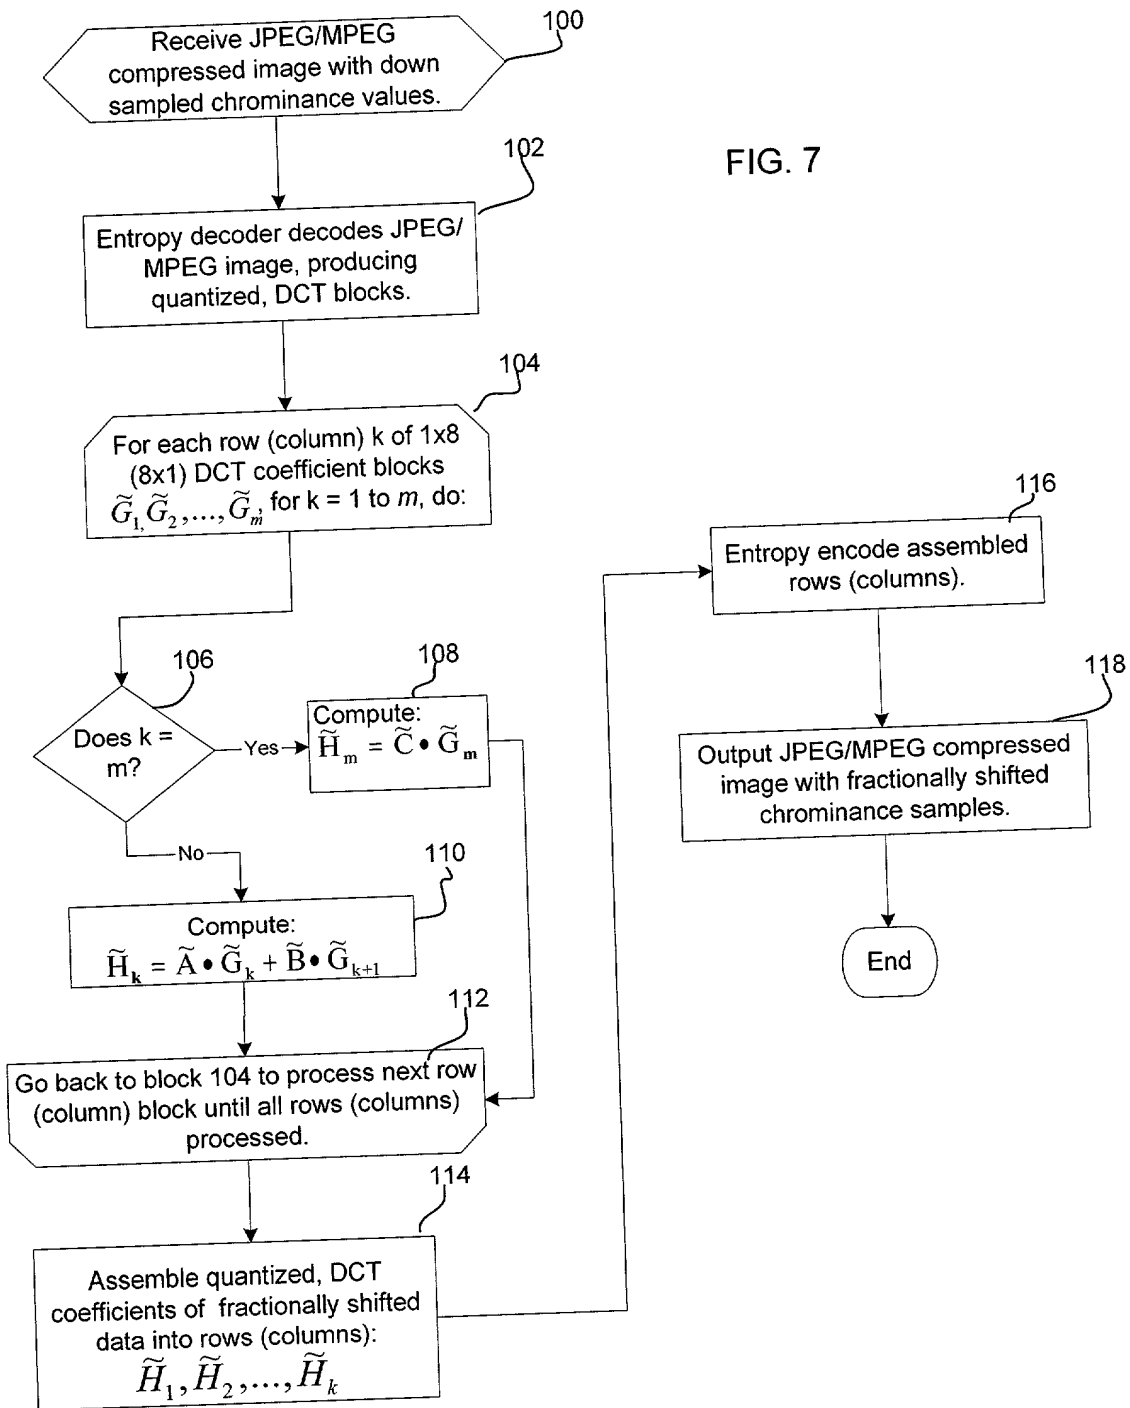 100
Receive JPEG/MPEG
compressed image with down
sampled chrominance values.
FIG. 7
102
Entropy decoder decodes JPEG/
MPEG image, producing
quantized, DCT blocks.
104
For each row (column) k of 1x8
(8x1) DCT coefficient blocks
G̃₁, G̃₂,..., G̃ₘ, for k = 1 to m, do:
106
Does k =
m?
Yes
108
Compute:
H̃ₘ = C̃ • G̃ₘ
No
110
Compute:
H̃ₖ = Ã • G̃ₖ + B̃ • G̃ₖ₊₁
112
Go back to block 104 to process next row
(column) block until all rows (columns)
processed.
114
Assemble quantized, DCT
coefficients of fractionally shifted
data into rows (columns):
H̃₁, H̃₂,..., H̃ₖ
116
Entropy encode assembled
rows (columns).
118
Output JPEG/MPEG compressed
image with fractionally shifted
chrominance samples.
End